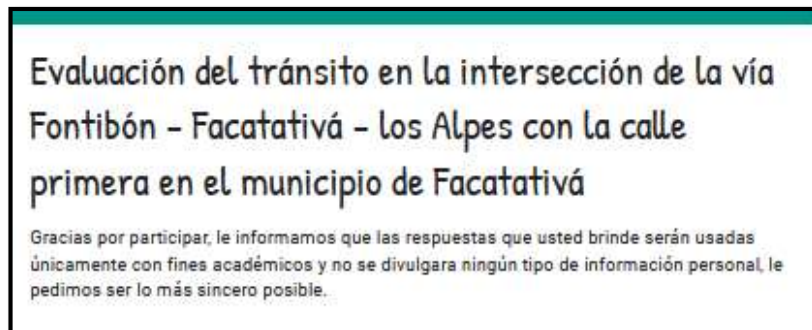 Evaluación del tránsito en la intersección de la vía
Fontibón - Facatativá - los Alpes con la calle
primera en el municipio de Facatativá
Gracias por participar, le informamos que las respuestas que usted brinde serán usadas
únicamente con fines académicos y no se divulgara ningún tipo de información personal, le
pedimos ser lo más sincero posible.